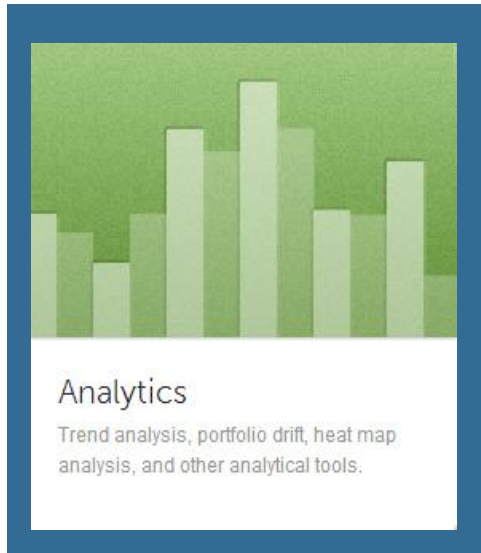 Analytics
Trend analysis, portfolio drift, heat map
analysis, and other analytical tools.